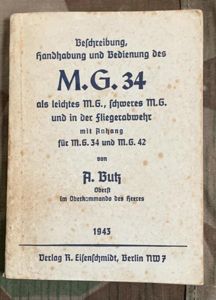 Beschreibung,
Handhabung und Bedienung des
M.G. 34
als leichtes M.G., schweres M.G.
und in der Fliegerabwehr
mit Anhang
für M.G. 34 und M.G. 42
von
A. Butz
Oberst
im Oberkommando des Heeres
1943
Verlag R. Eisenschmidt, Berlin NW 7